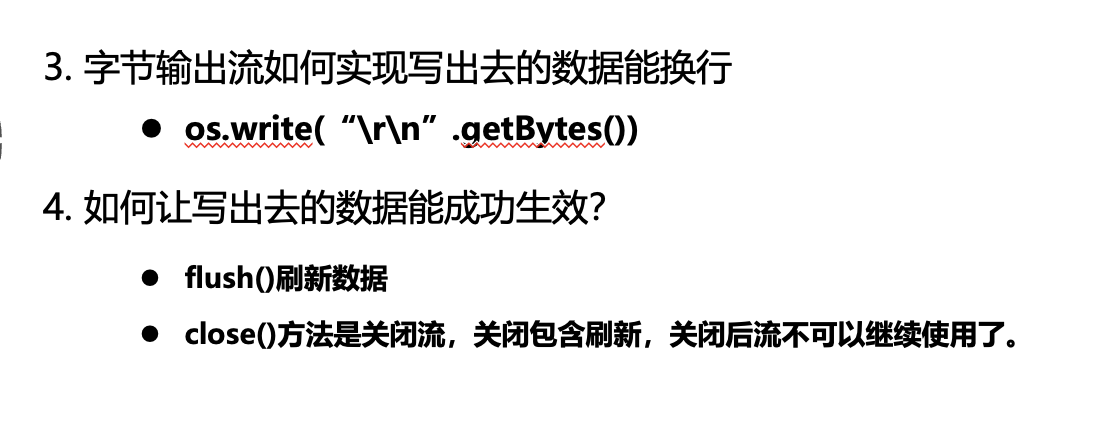 3. 字节输出流如何实现写出去的数据能换行
● os.write(“\r\n”.getBytes())
4. 如何让写出去的数据能成功生效?
● flush()刷新数据
● close()方法是关闭流，关闭包含刷新，关闭后流不可以继续使用了。